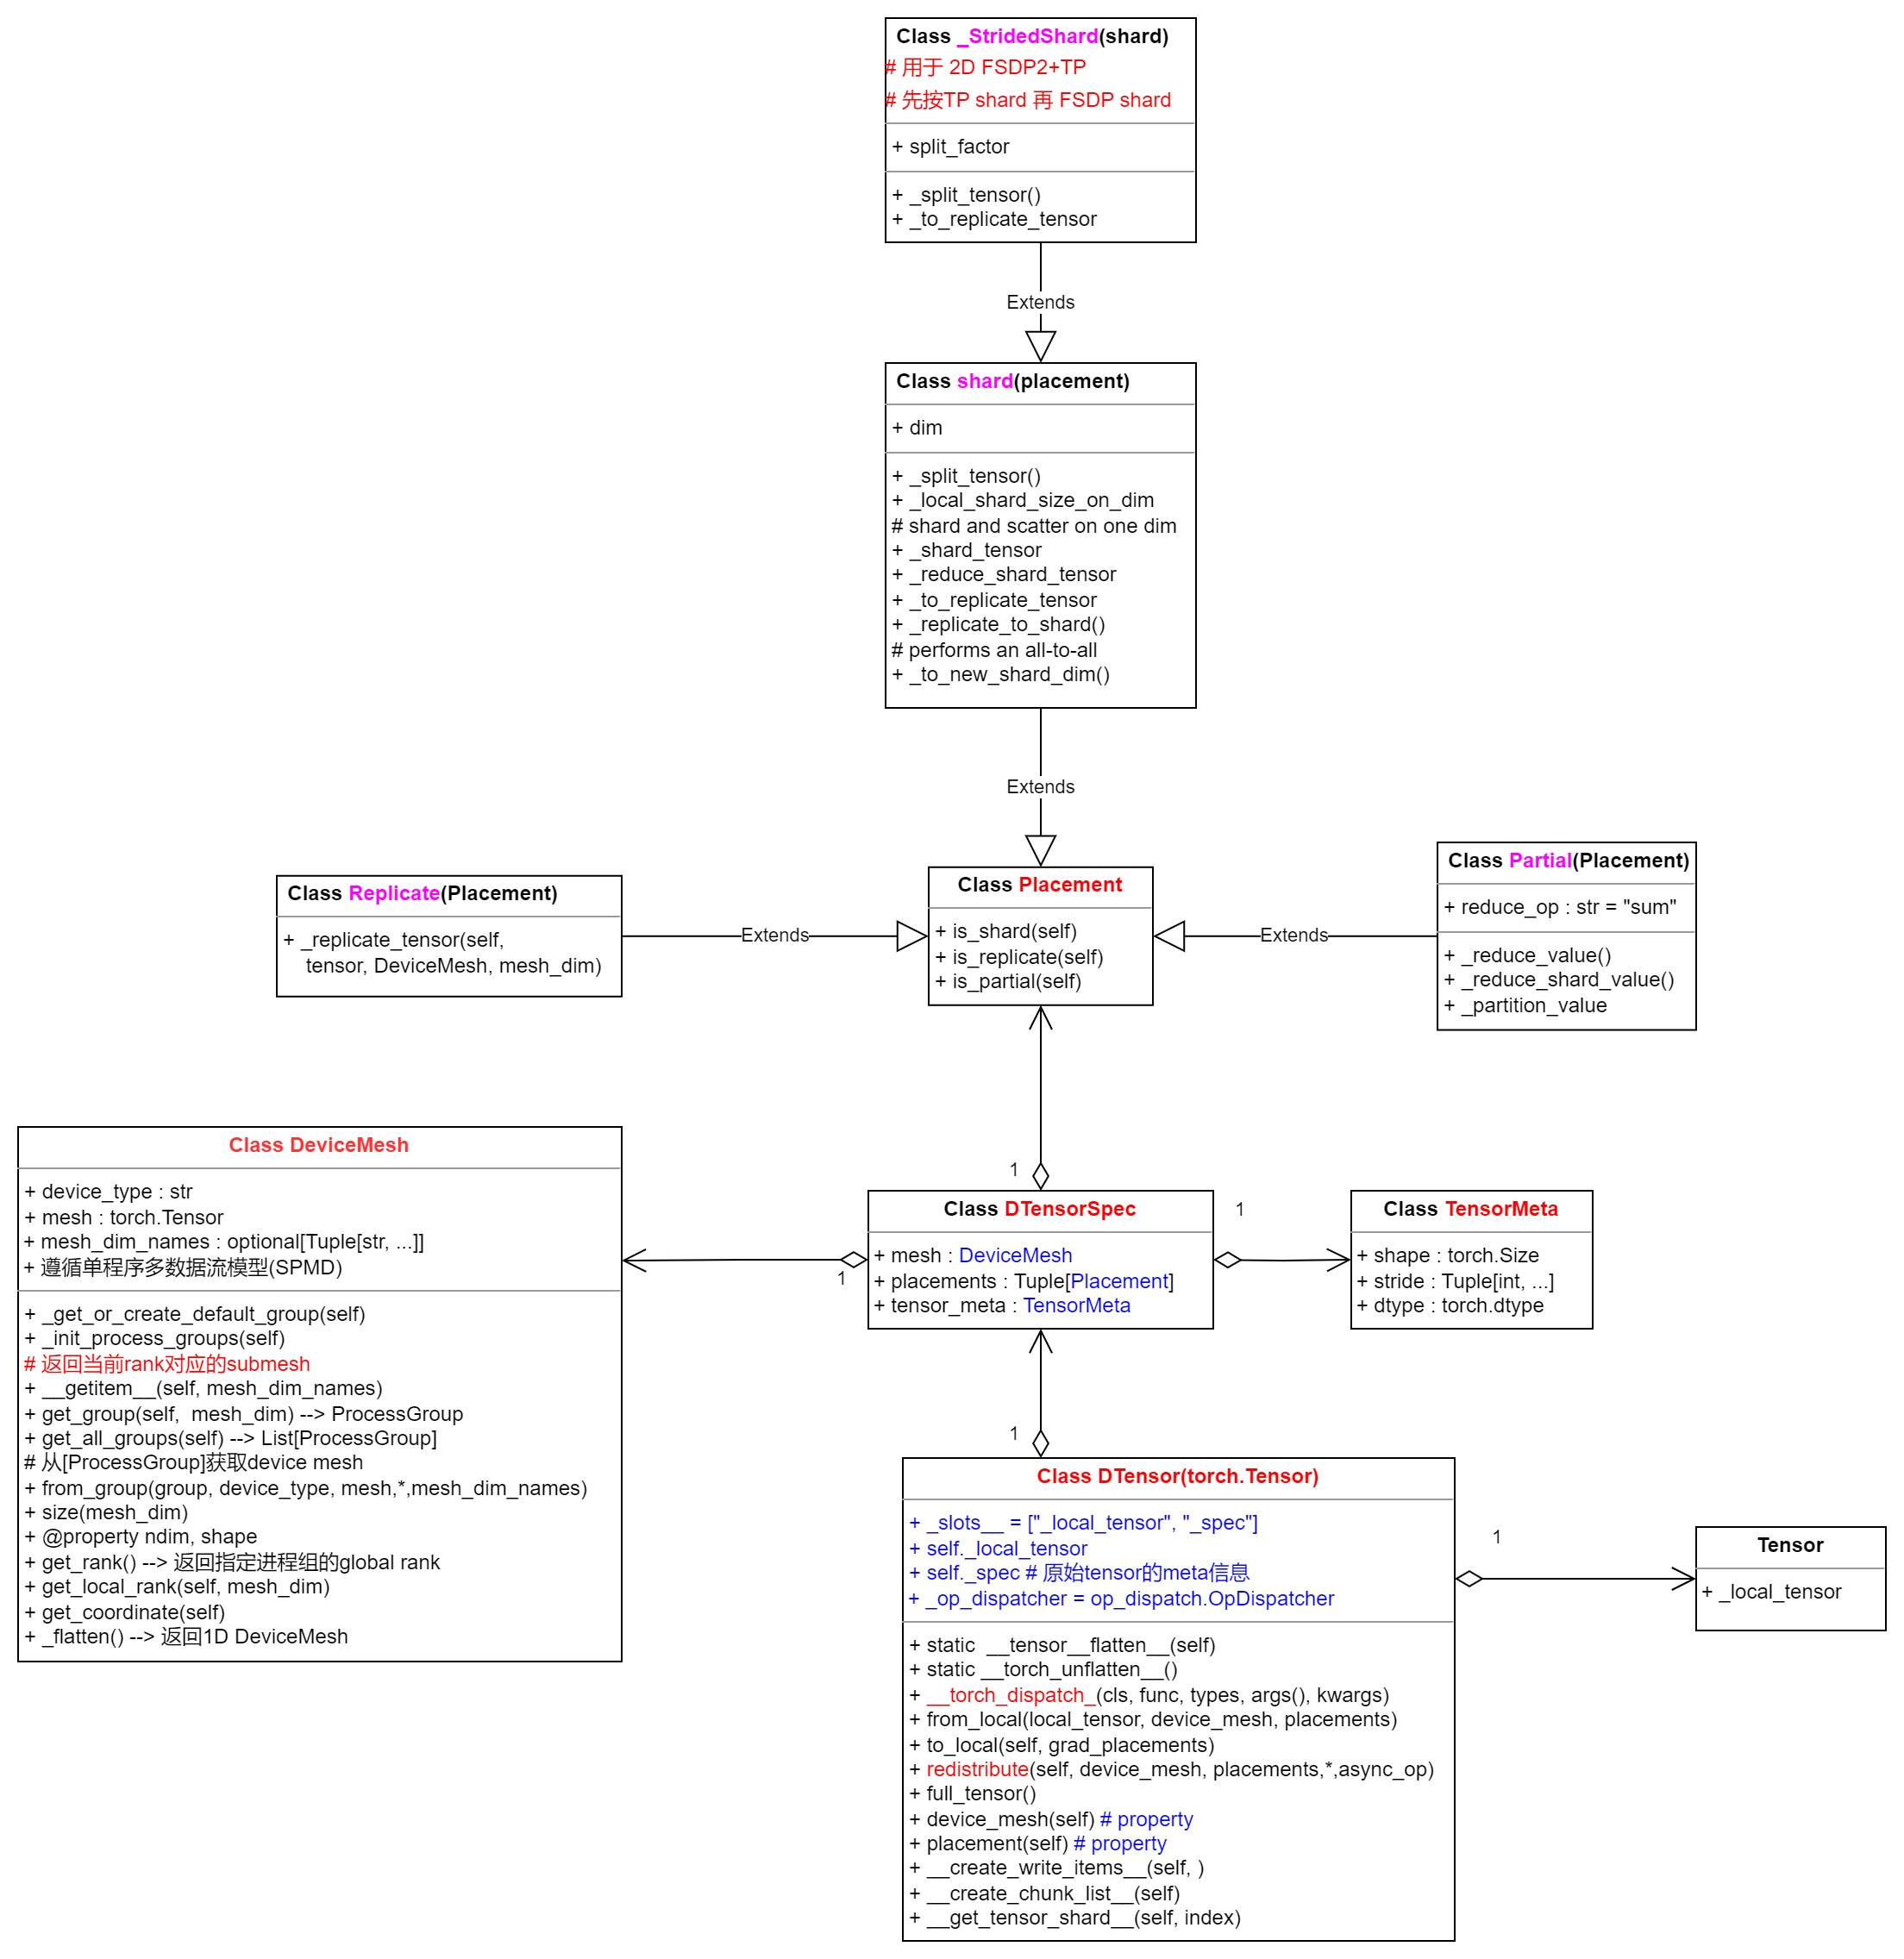 Class _StridedShard(shard)
# 用于 2D FSDP2+TP
# 先按TP shard 再 FSDP shard
+ split_factor
+ _split_tensor()
+ _to_replicate_tensor
Extends
Class shard(placement)
+ dim
+ _split_tensor()
+ _local_shard_size_on_dim
# shard and scatter on one dim
+ _shard_tensor
+ _reduce_shard_tensor
+ _to_replicate_tensor
+ _replicate_to_shard()
# performs an all-to-all
+ _to_new_shard_dim()
Extends
Class Replicate(Placement)
+ _replicate_tensor(self,
tensor, DeviceMesh, mesh_dim)
Extends
Class Placement
+ is_shard(self)
+ is_replicate(self)
+ is_partial(self)
Extends
Class Partial(Placement)
+ reduce_op : str = "sum"
+ _reduce_value()
+ _reduce_shard_value()
+ _partition_value
Class DeviceMesh
+ device_type : str
+ mesh : torch.Tensor
+ mesh_dim_names : optional[Tuple[str, ...]]
+ 遵循单程序多数据流模型(SPMD)
+ _get_or_create_default_group(self)
+ _init_process_groups(self)
# 返回当前rank对应的submesh
+ __getitem__(self, mesh_dim_names)
+ get_group(self,  mesh_dim) --> ProcessGroup
+ get_all_groups(self) --> List[ProcessGroup]
# 从[ProcessGroup]获取device mesh
+ from_group(group, device_type, mesh,*,mesh_dim_names)
+ size(mesh_dim)
+ @property ndim, shape
+ get_rank() --> 返回指定进程组的global rank
+ get_local_rank(self, mesh_dim)
+ get_coordinate(self)
+ _flatten() --> 返回1D DeviceMesh
1
1
Class DTensorSpec
+ mesh : DeviceMesh
+ placements : Tuple[Placement]
+ tensor_meta : TensorMeta
1
Class TensorMeta
+ shape : torch.Size
+ stride : Tuple[int, ...]
+ dtype : torch.dtype
1
Class DTensor(torch.Tensor)
+ _slots__ = ["_local_tensor", "_spec"]
+ self._local_tensor
+ self._spec # 原始tensor的meta信息
+ _op_dispatcher = op_dispatch.OpDispatcher
+ static  __tensor__flatten__(self)
+ static __torch_unflatten__()
+ __torch_dispatch_(cls, func, types, args(), kwargs)
+ from_local(local_tensor, device_mesh, placements)
+ to_local(self, grad_placements)
+ redistribute(self, device_mesh, placements,*,async_op)
+ full_tensor()
+ device_mesh(self) # property
+ placement(self) # property
+ __create_write_items__(self, )
+ __create_chunk_list__(self)
+ __get_tensor_shard__(self, index)
1
Tensor
+ _local_tensor